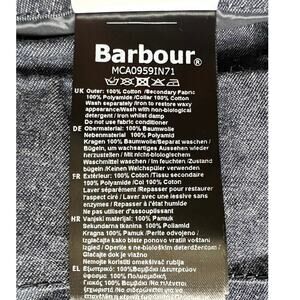 Barbour®
MCA0959IN71
UK Outer: 100% Cotton /Secondary Fabric
100% Polyamide /Collar 100% Cotton
Wash separately /Iron to restore waxy
appearance /Wash with non-biological
detergent / Iron whilst damp
Do not use fabric conditioner
DE Obermaterial: 100% Baumwolle
Nebenmaterial 100% Polyamid
Kragen 100% Baumwolle/Separat waschen /
Bügeln, um wachsartiges Aussehen wieder
herzustellen / Mit nicht-biologischem
Waschmittel waschen / Im feuchten /Zustand
bügeln /Keinen Weichspüler verwenden
FR Extérieur: 100% Coton /Tissu secondaire
100% Polyamide /Col 100% Coton
Laver séparément /Repasser pour restaurer
l'aspect ciré / Laver avec une lessive sans
enzymes / Repasser à l'état humide
Ne pas utiliser d'adoucissant
HR Vanjski materijal: 100% Pamuk
Sekundarna tkanina 100% Poliamid
Kragna 100% Pamuk /Perite odvojeno /
Izglačajte kako biste ponovo vratili voštani
izgled / Operite s ne-biološkim deterdžentom /
Glačajte dok je vlažno
Nemojte koristiti omekšivač rublja
EL Εξωτερικό: 100% Βαμβάκι /Δευτερεύον
ύφασμα 100% Πολυαμίδη
Γιακάς 100% Βαμβάκι / Πλένετε